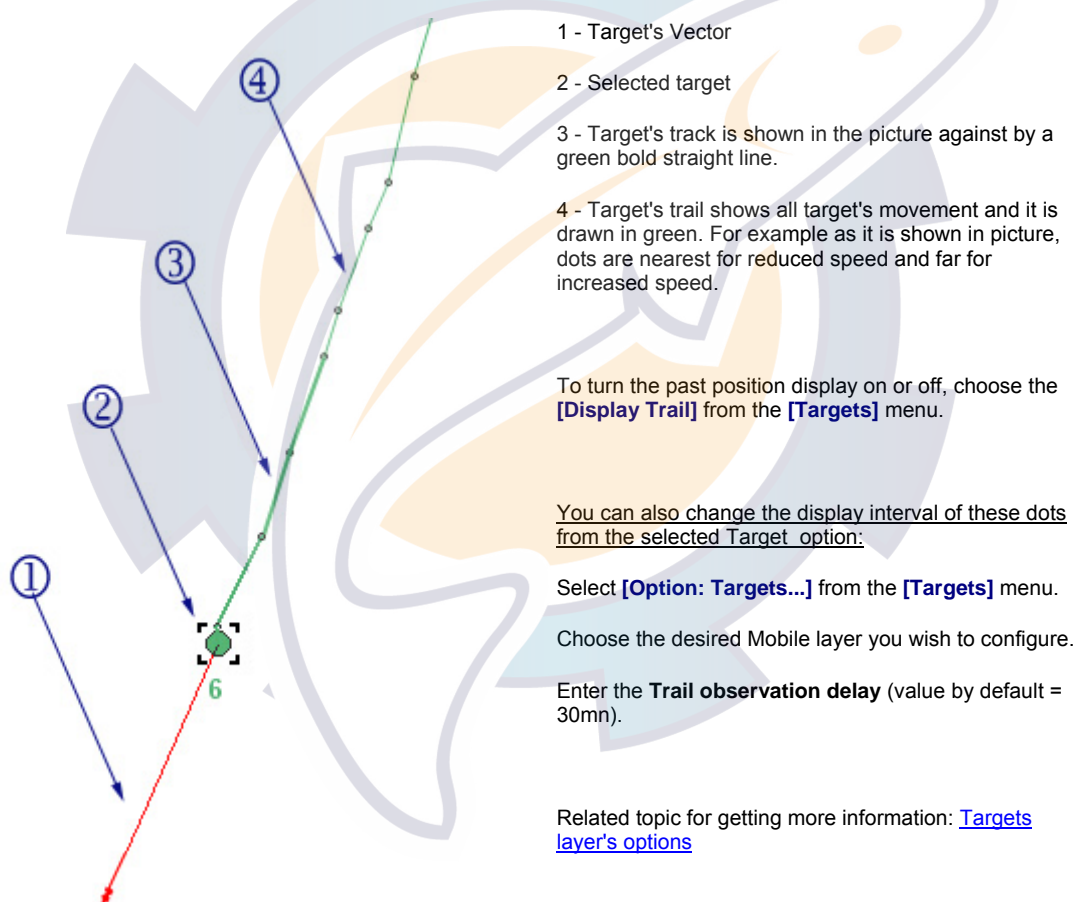 1 - Target's Vector
2 - Selected target
3 - Target's track is shown in the picture against by a
green bold straight line.
4 - Target's trail shows all target's movement and it is
drawn in green. For example as it is shown in picture,
dots are nearest for reduced speed and far for
increased speed.
To turn the past position display on or off, choose the
[Display Trail] from the [Targets] menu.
You can also change the display interval of these dots
from the selected Target option:
Select [Option: Targets...] from the [Targets] menu.
Choose the desired Mobile layer you wish to configure.
Enter the Trail observation delay (value by default =
30mn).
Related topic for getting more information: Targets
layer's options
4
3
2
1
6